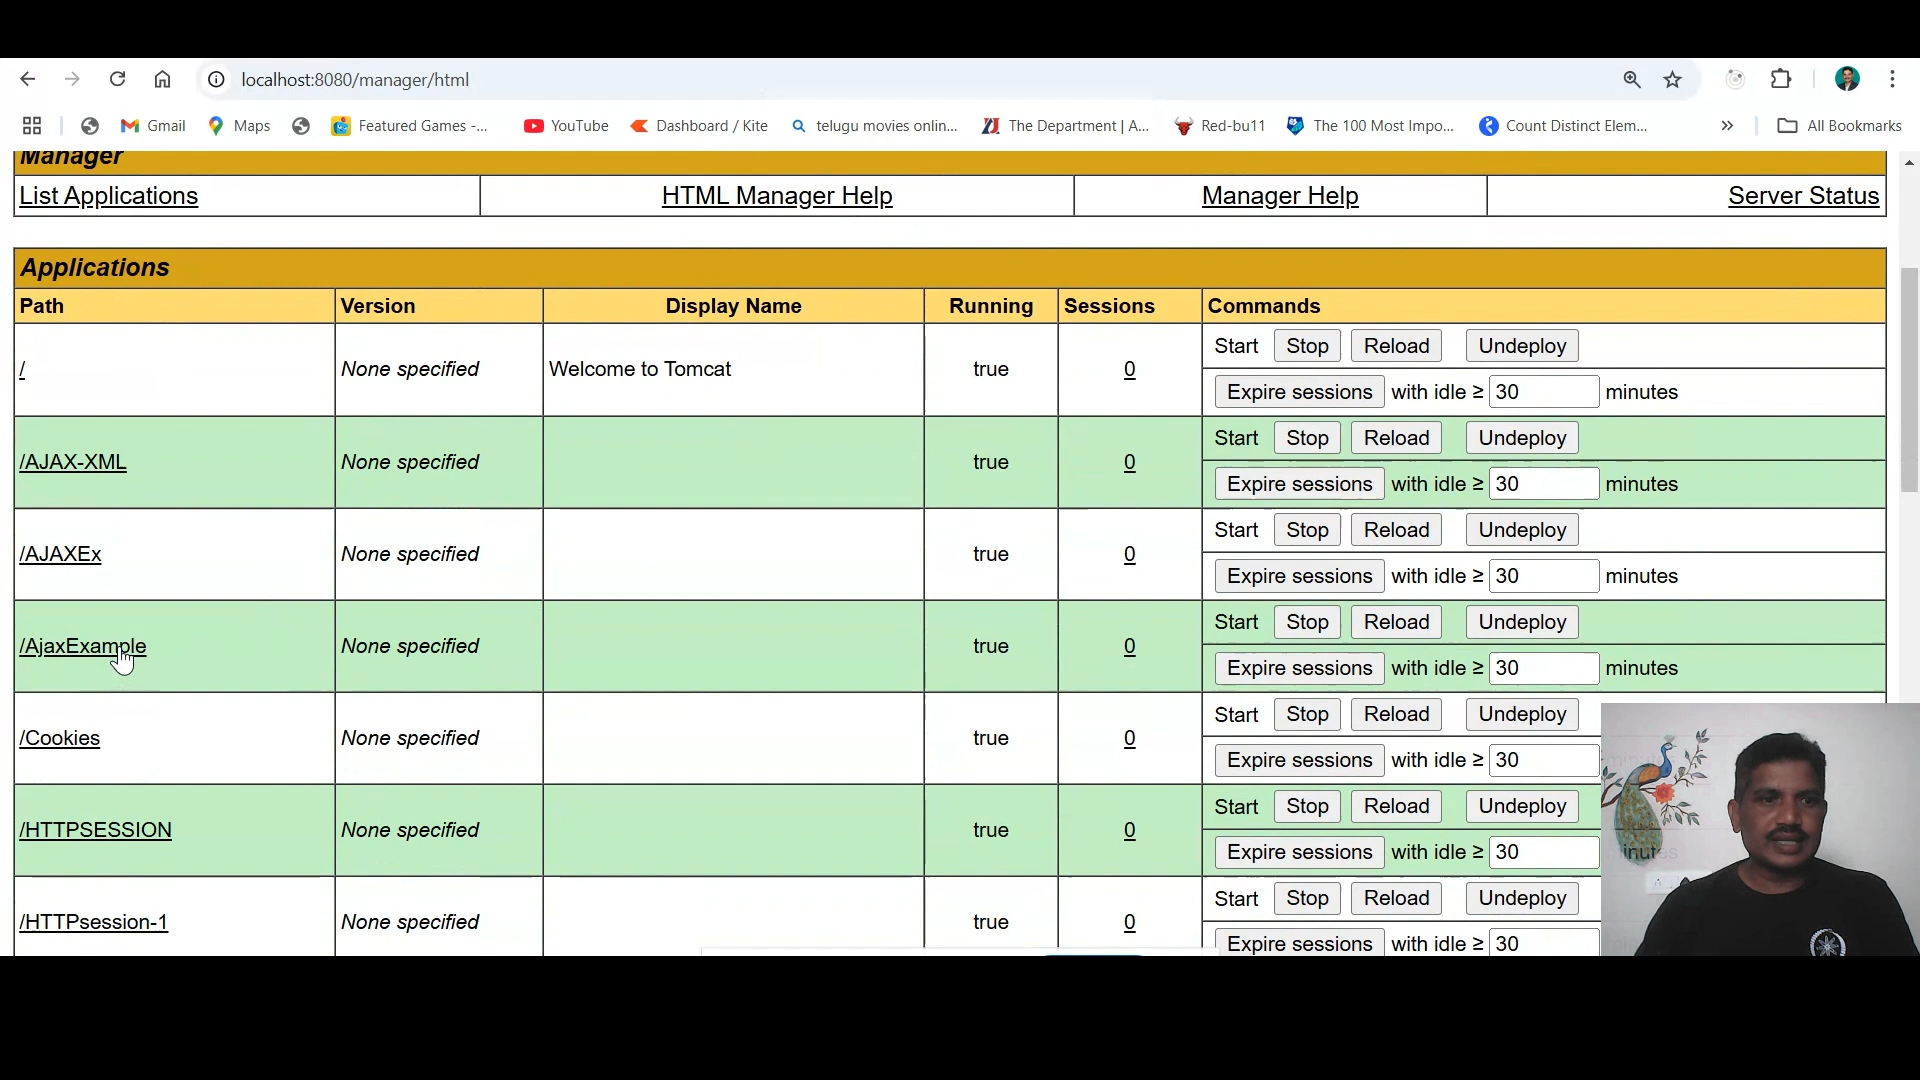 localhost:8080/manager/html
Gmail Maps Featured Games -... YouTube Dashboard / Kite telugu movies onlin... The Department | A... Red-bu11 The 100 Most Impo... Count Distinct Elem... » All Bookmarks
Manager
List Applications HTML Manager Help Manager Help Server Status
Applications
Path Version Display Name Running Sessions Commands
/ None specified Welcome to Tomcat true 0 Start Stop Reload Undeploy
Expire sessions with idle ≥ 30 minutes
/AJAX-XML None specified true 0 Start Stop Reload Undeploy
Expire sessions with idle ≥ 30 minutes
/AJAXEx None specified true 0 Start Stop Reload Undeploy
Expire sessions with idle ≥ 30 minutes
/AjaxExample None specified true 0 Start Stop Reload Undeploy
Expire sessions with idle ≥ 30 minutes
/Cookies None specified true 0 Start Stop Reload Undeploy
Expire sessions with idle ≥ 30 minutes
/HTTPSESSION None specified true 0 Start Stop Reload Undeploy
Expire sessions with idle ≥ 30 minutes
/HTTPsession-1 None specified true 0 Start Stop Reload Undeploy
Expire sessions with idle ≥ 30